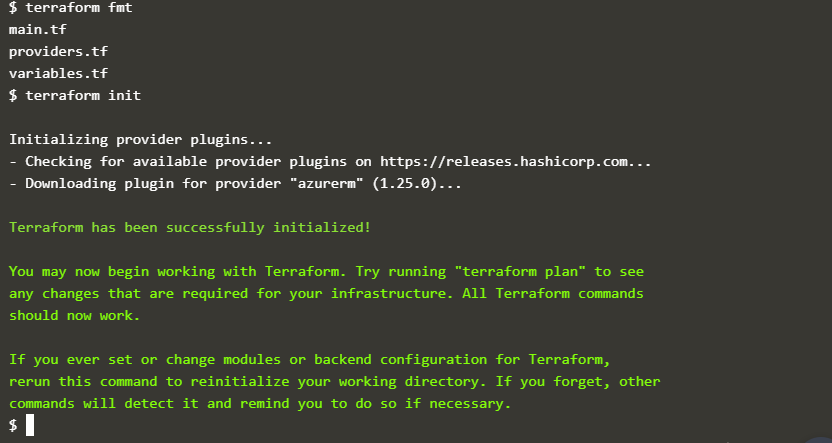 $ terraform fmt
main.tf
providers.tf
variables.tf
$ terraform init
Initializing provider plugins...
- Checking for available provider plugins on https://releases.hashicorp.com...
- Downloading plugin for provider "azurerm" (1.25.0)...
Terraform has been successfully initialized!
You may now begin working with Terraform. Try running "terraform plan" to see
any changes that are required for your infrastructure. All Terraform commands
should now work.
If you ever set or change modules or backend configuration for Terraform,
rerun this command to reinitialize your working directory. If you forget, other
commands will detect it and remind you to do so if necessary.
$